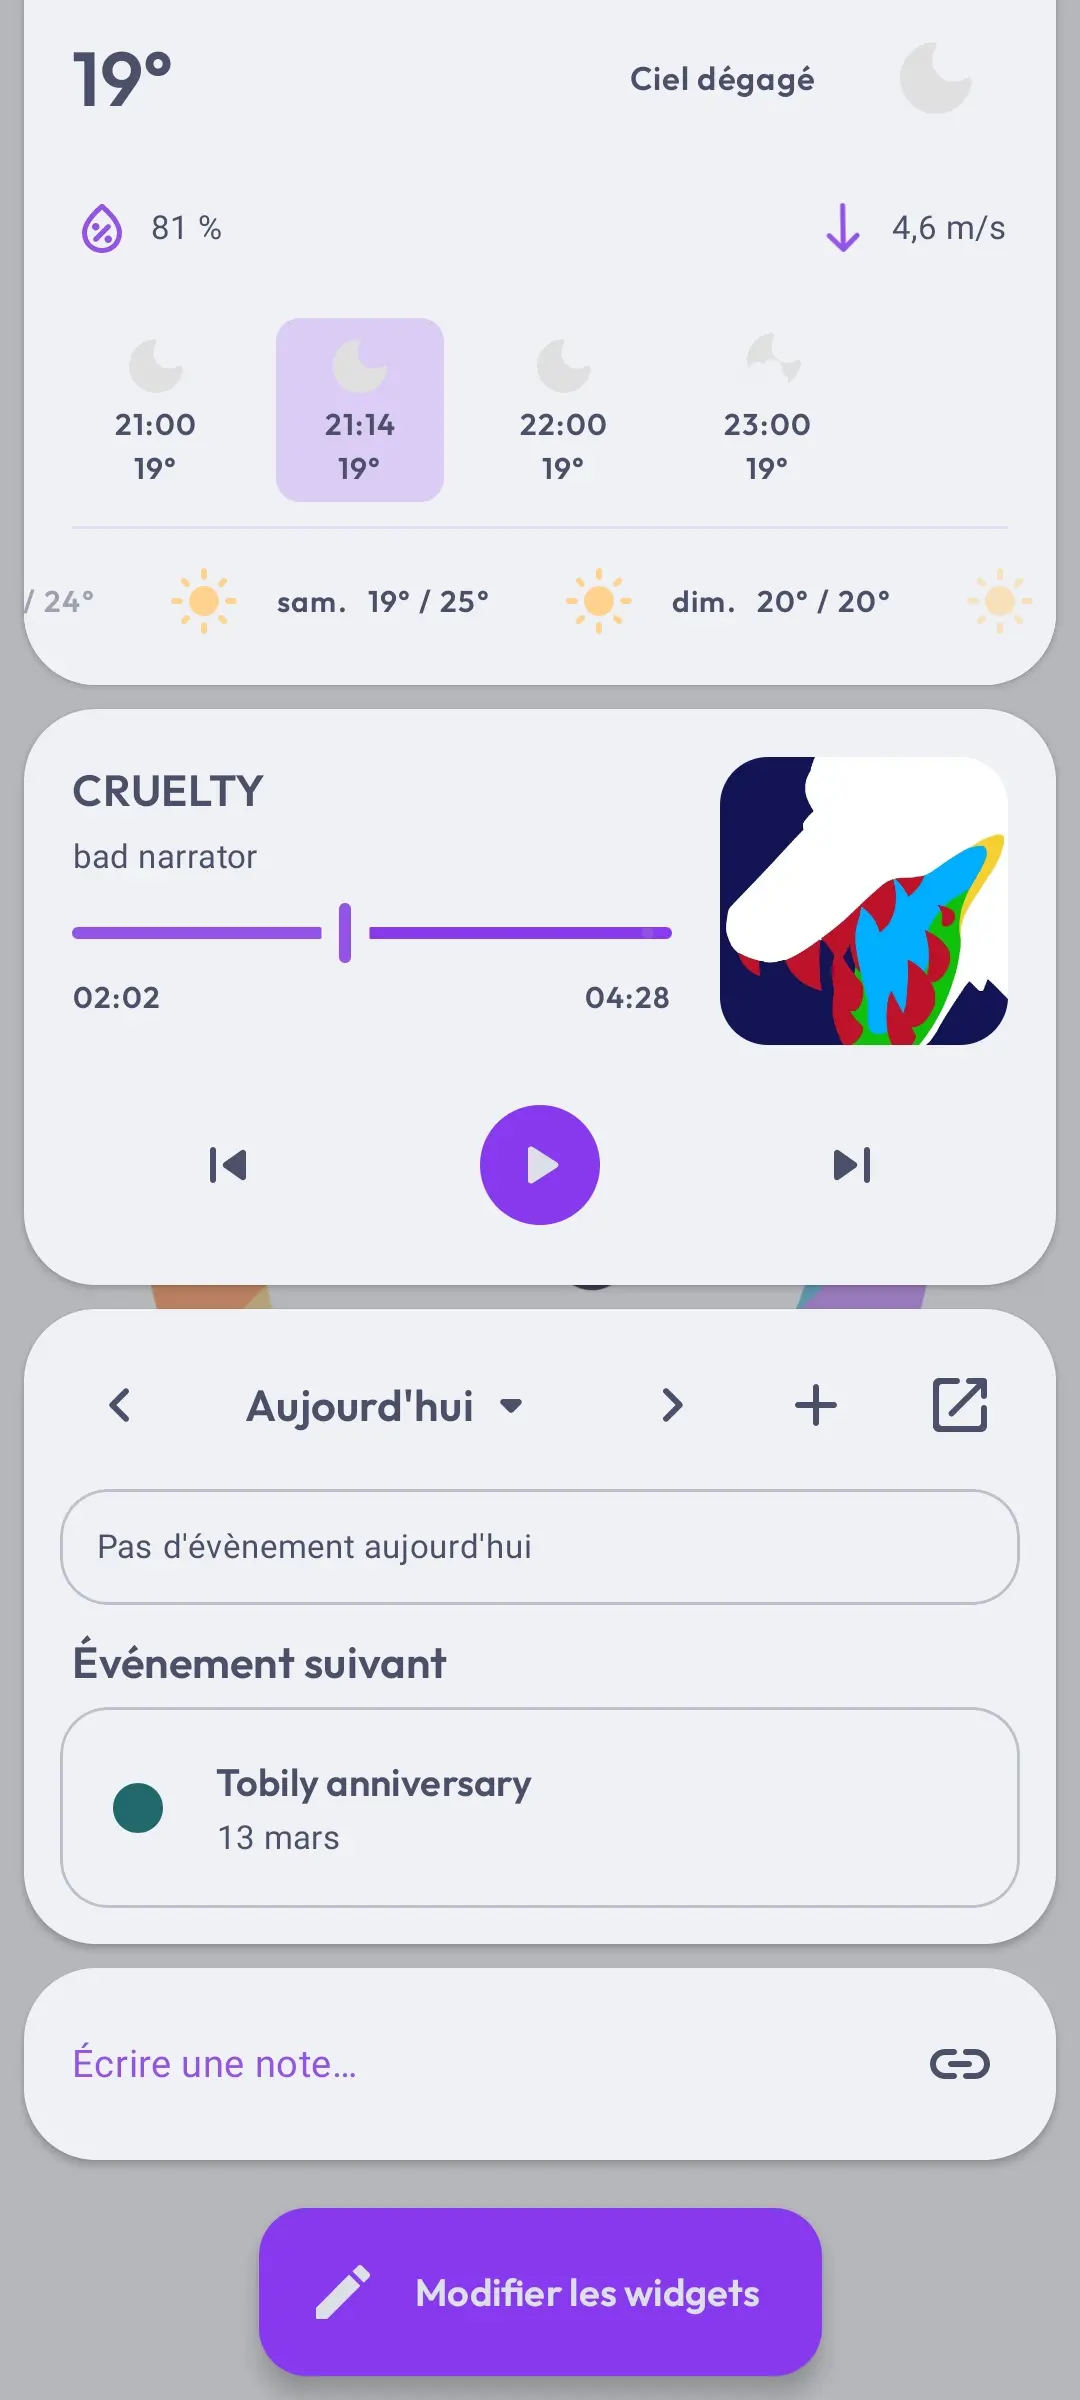 19°
Ciel dégagé
81 %
4,6 m/s
21:00
19°
21:14
19°
22:00
19°
23:00
19°
/ 24°
sam. 19° / 25°
dim. 20° / 20°
CRUELTY
bad narrator
02:02
04:28
Aujourd'hui
Pas d'évènement aujourd'hui
Événement suivant
Tobily anniversary
13 mars
Écrire une note…
Modifier les widgets